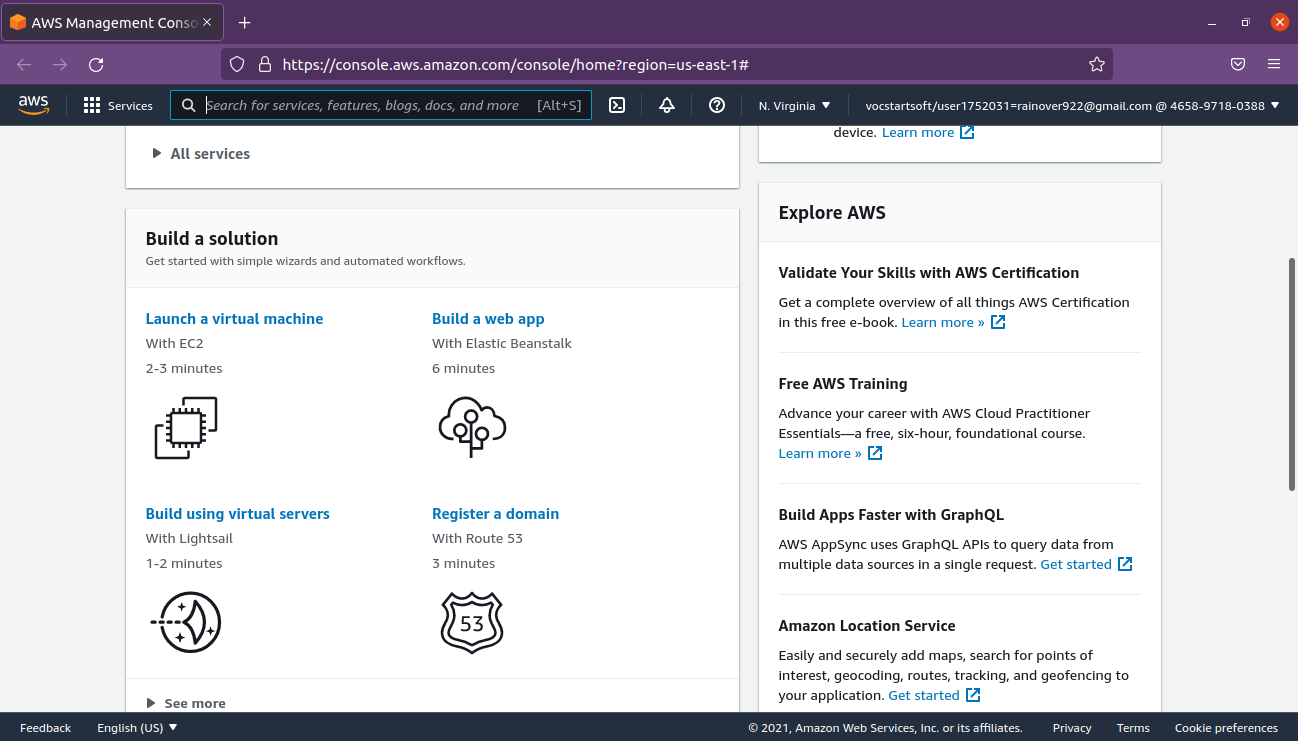 AWS Management Conso
https://console.aws.amazon.com/console/home?region=us-east-1#
aws
Services
Search for services, features, blogs, docs, and more
[Alt+S]
N. Virginia
vocstartsoft/user1752031=rainover922@gmail.com @ 4658-9718-0388
All services
Build a solution
Get started with simple wizards and automated workflows.
Launch a virtual machine
With EC2
2-3 minutes
Build a web app
With Elastic Beanstalk
6 minutes
Build using virtual servers
With Lightsail
1-2 minutes
Register a domain
With Route 53
3 minutes
53
See more
device. Learn more
Explore AWS
Validate Your Skills with AWS Certification
Get a complete overview of all things AWS Certification
in this free e-book. Learn more »
Free AWS Training
Advance your career with AWS Cloud Practitioner
Essentials—a free, six-hour, foundational course.
Learn more »
Build Apps Faster with GraphQL
AWS AppSync uses GraphQL APIs to query data from
multiple data sources in a single request. Get started
Amazon Location Service
Easily and securely add maps, search for points of
interest, geocoding, routes, tracking, and geofencing to
your application. Get started
Feedback
English (US)
© 2021, Amazon Web Services, Inc. or its affiliates.
Privacy
Terms
Cookie preferences